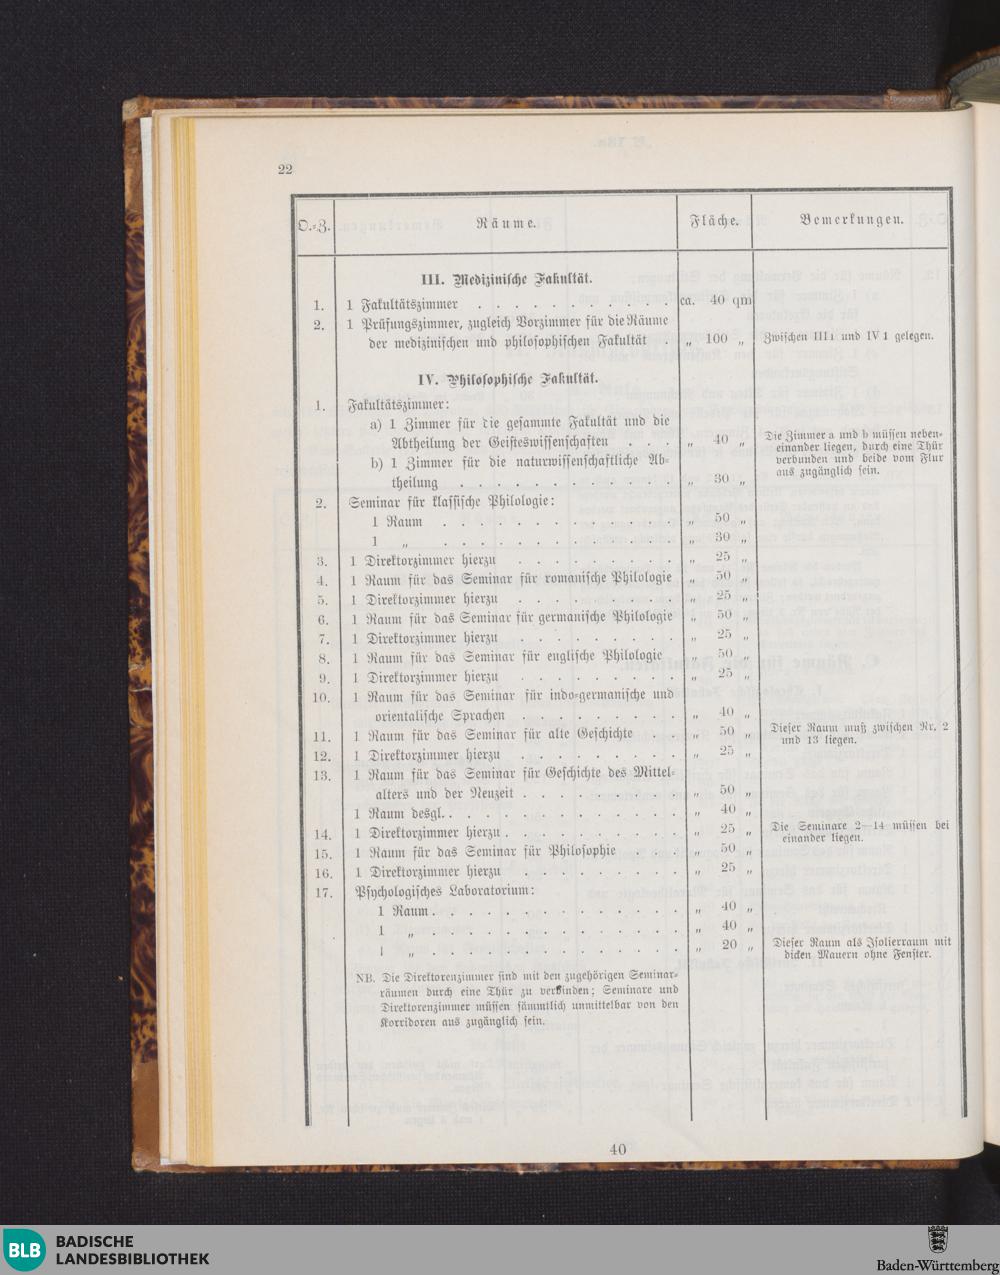 22
O.-Z. Räume. Fläche. Bemerkungen.
III. Medizinische Fakultät.
1. 1 Fakultätszimmer . . . . . . . . . . . ca. 40 qm
2. 1 Prüfungszimmer, zugleich Vorzimmer für die Räume
der medizinischen und philosophischen Fakultät . „ 100 „ Zwischen III 1 und IV 1 gelegen.
IV. Philosophische Fakultät.
1. Fakultätszimmer:
a) 1 Zimmer für die gesammte Fakultät und die
Abtheilung der Geisteswissenschaften . . . . „ 40 „
Die Zimmer a und b müssen neben-
einander liegen, durch eine Thür
verbunden und beide vom Flur
aus zugänglich sein.
b) 1 Zimmer für die naturwissenschaftliche Ab-
theilung . . . . . . . . . . . . „ 30 „
2. Seminar für klassische Philologie:
1 Raum . . . . . . . . . . . . . „ 50 „
1 „ . . . . . . . . . . . . . „ 30 „
3. 1 Direktorzimmer hierzu . . . . . . . . . „ 25 „
4. 1 Raum für das Seminar für romanische Philologie „ 50 „
5. 1 Direktorzimmer hierzu . . . . . . . . . „ 25 „
6. 1 Raum für das Seminar für germanische Philologie „ 50 „
7. 1 Direktorzimmer hierzu . . . . . . . . . „ 25 „
8. 1 Raum für das Seminar für englische Philologie „ 50 „
9. 1 Direktorzimmer hierzu . . . . . . . . . „ 25 „
10. 1 Raum für das Seminar für indo-germanische und
orientalische Sprachen . . . . . . . . . „ 40 „
11. 1 Raum für das Seminar für alte Geschichte . . „ 50 „ Dieser Raum muß zwischen Nr. 2
und 13 liegen.
12. 1 Direktorzimmer hierzu . . . . . . . . . „ 25 „
13. 1 Raum für das Seminar für Geschichte des Mittel-
alters und der Neuzeit . . . . . . . . . „ 50 „
1 Raum desgl. . . . . . . . . . . . . „ 40 „
14. 1 Direktorzimmer hierzu . . . . . . . . . . „ 25 „ Die Seminare 2—14 müssen bei
einander liegen.
15. 1 Raum für das Seminar für Philosophie . . . „ 50 „
16. 1 Direktorzimmer hierzu . . . . . . . . . „ 25 „
17. Psychologisches Laboratorium:
1 Raum . . . . . . . . . . . . . . „ 40 „
1 „ . . . . . . . . . . . . . . „ 40 „
1 „ . . . . . . . . . . . . . . „ 20 „ Dieser Raum als Isolierraum mit
dicken Mauern ohne Fenster.
NB. Die Direktorenzimmer sind mit den zugehörigen Seminar-
räumen durch eine Thür zu verbinden; Seminare und
Direktorenzimmer müssen sämmtlich unmittelbar von den
Korridoren aus zugänglich sein.
40
BLB BADISCHE
LANDESBIBLIOTHEK
Baden-Württemberg